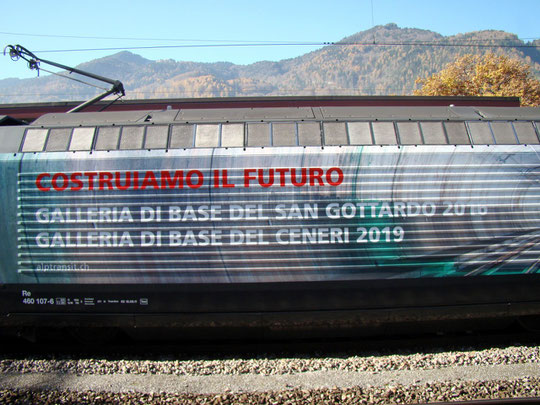 COSTRUIAMO IL FUTURO
GALLERIA DI BASE DEL SAN GOTTARDO 2016
GALLERIA DI BASE DEL CENERI 2019
alptransit.ch
Re
460 107-6